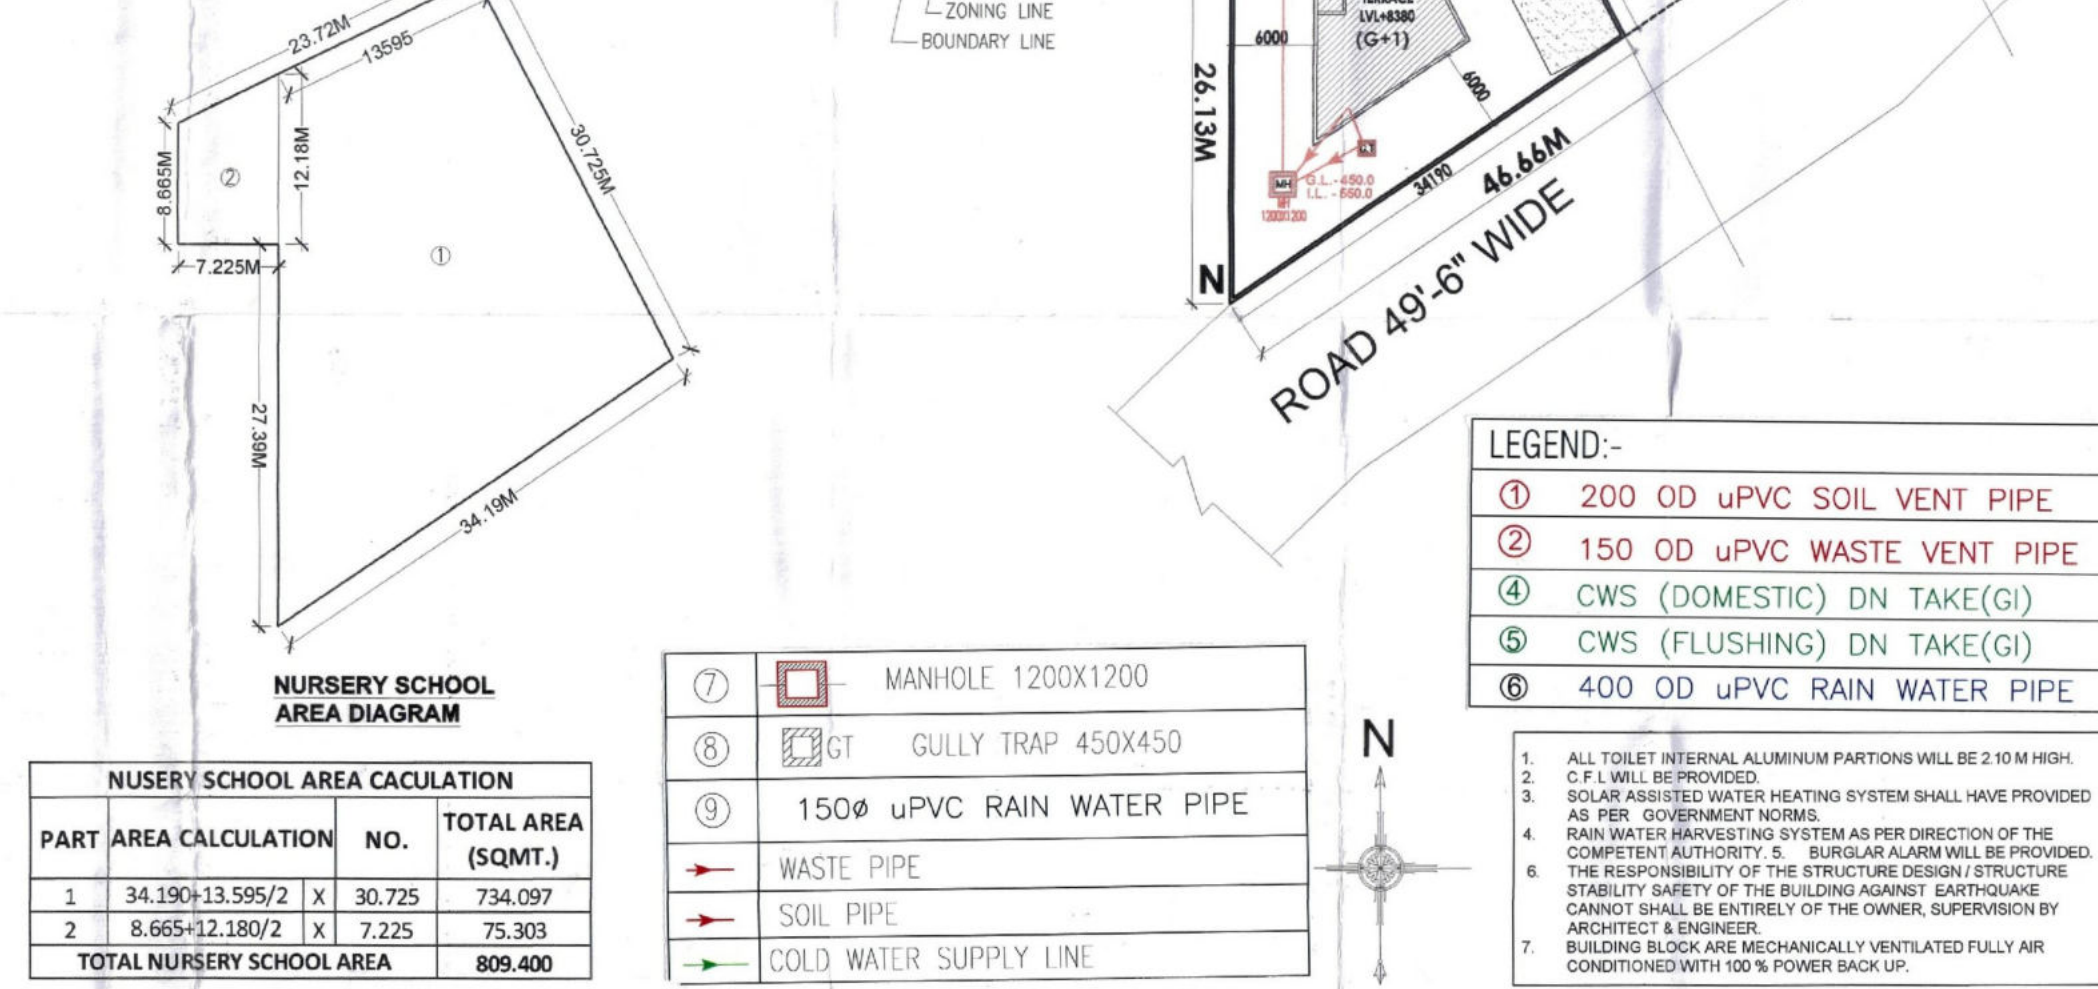 23.72M
13595
8.665M
②
12.18M
30.725M
7.225M
①
27.39M
34.19M
NURSERY SCHOOL
AREA DIAGRAM
NUSERY SCHOOL AREA CACULATION
PART AREA CALCULATION NO. TOTAL AREA
(SQMT.)
1 34.190+13.595/2 X 30.725 734.097
2 8.665+12.180/2 X 7.225 75.303
TOTAL NURSERY SCHOOL AREA 809.400
ZONING LINE
BOUNDARY LINE
LVL+8380
(G+1)
6000
26.13M
6000
G.T
MH
G.L.-450.0
I.L. -550.0
MH
1200X1200
34190
46.66M
N
ROAD 49'-6" WIDE
LEGEND:-
① 200 OD uPVC SOIL VENT PIPE
② 150 OD uPVC WASTE VENT PIPE
④ CWS (DOMESTIC) DN TAKE(GI)
⑤ CWS (FLUSHING) DN TAKE(GI)
⑥ 400 OD uPVC RAIN WATER PIPE
⑦ MANHOLE 1200X1200
⑧ GT GULLY TRAP 450X450
⑨ 150ø uPVC RAIN WATER PIPE
WASTE PIPE
SOIL PIPE
COLD WATER SUPPLY LINE
N
1. ALL TOILET INTERNAL ALUMINUM PARTIONS WILL BE 2.10 M HIGH.
2. C.F.L WILL BE PROVIDED.
3. SOLAR ASSISTED WATER HEATING SYSTEM SHALL HAVE PROVIDED
AS PER GOVERNMENT NORMS.
4. RAIN WATER HARVESTING SYSTEM AS PER DIRECTION OF THE
COMPETENT AUTHORITY. 5. BURGLAR ALARM WILL BE PROVIDED.
6. THE RESPONSIBILITY OF THE STRUCTURE DESIGN / STRUCTURE
STABILITY SAFETY OF THE BUILDING AGAINST EARTHQUAKE
CANNOT SHALL BE ENTIRELY OF THE OWNER, SUPERVISION BY
ARCHITECT & ENGINEER.
7. BUILDING BLOCK ARE MECHANICALLY VENTILATED FULLY AIR
CONDITIONED WITH 100 % POWER BACK UP.